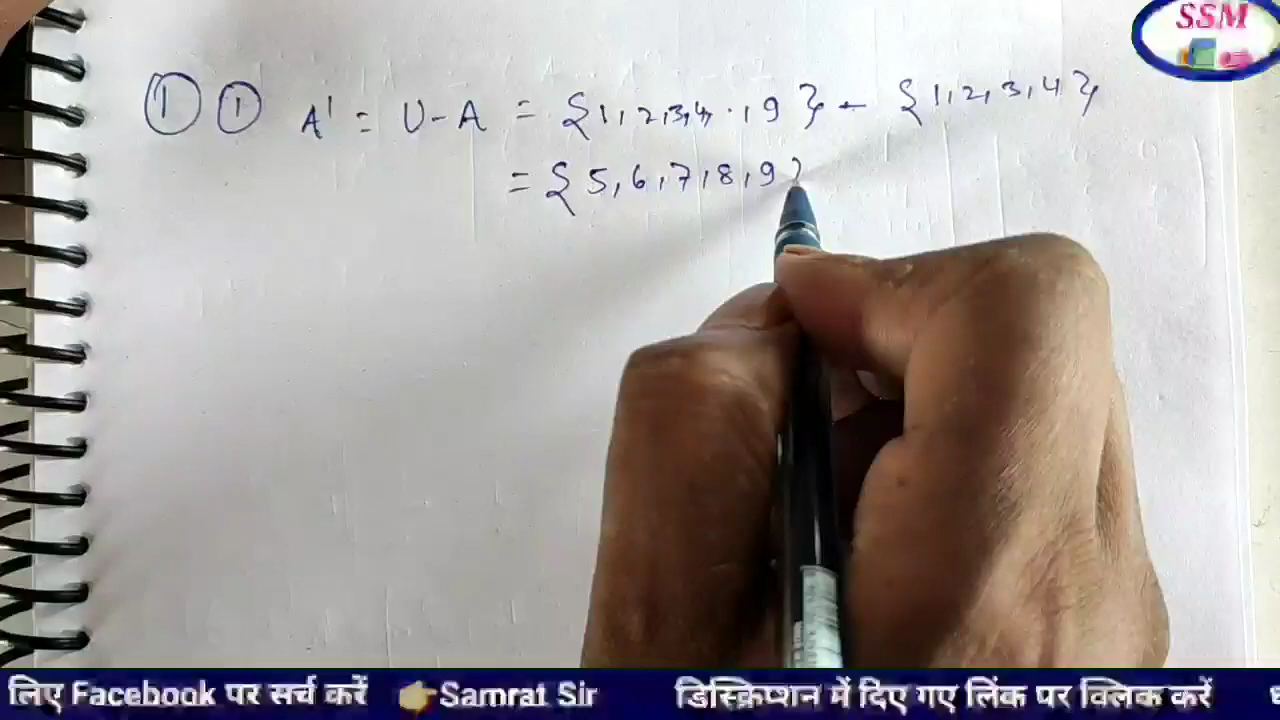 SSM
① ① A' = U - A = {1, 2, 3, 4, . , 9} - {1, 2, 3, 4}
= {5, 6, 7, 8, 9}
लिए Facebook पर सर्च करें 👉Samrat Sir डिस्क्रिप्शन में दिए गए लिंक पर क्लिक करें